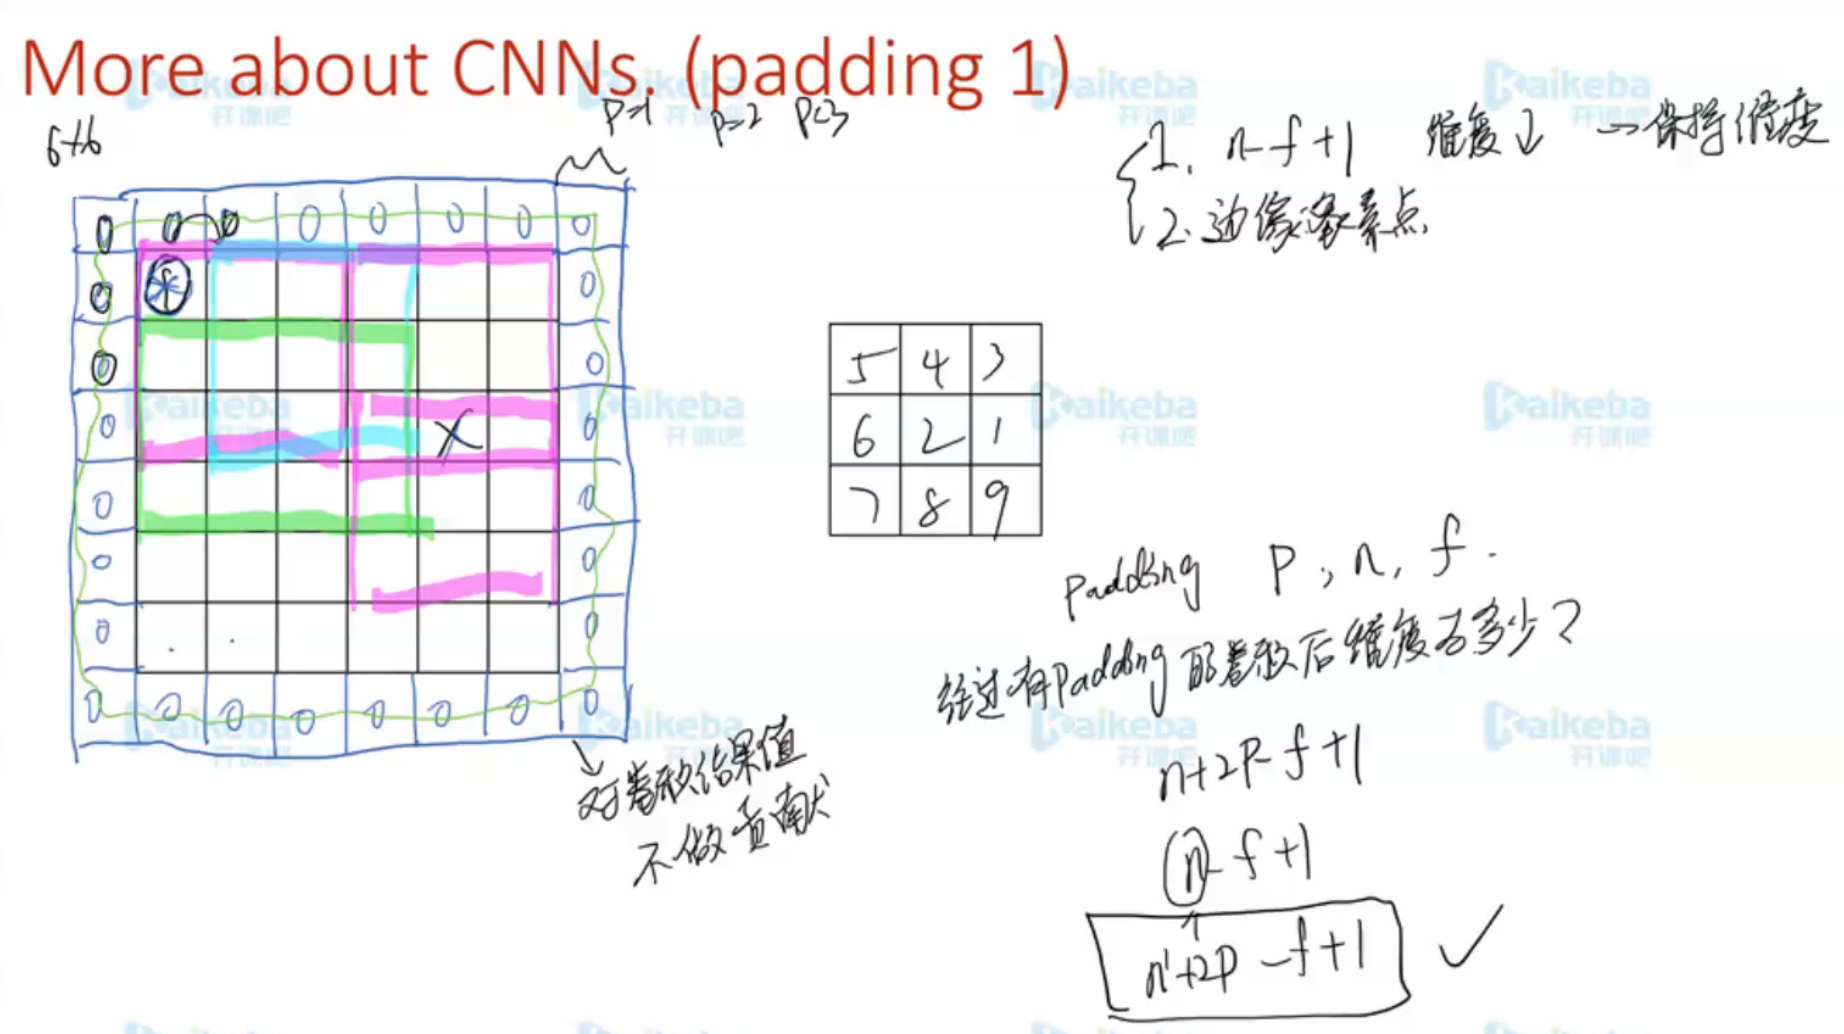 More about CNNs. (padding 1)
6×6
P=1 P=2 P=3
1. n-f+1 维度↓ → 保持维度
2. 边缘像素点
0 0 0 0 0 0 0 0
0 0
0 0
0 0
0 0
0 0
0 0
0 0 0 0 0 0 0 0
5 4 3
6 2 1
7 8 9
Padding P, n, f.
经过有Padding的卷积后维度为多少?
n+2P-f+1
n-f+1
n+2P-f+1
对卷积结果值
不做贡献
Kaikeba
开课吧